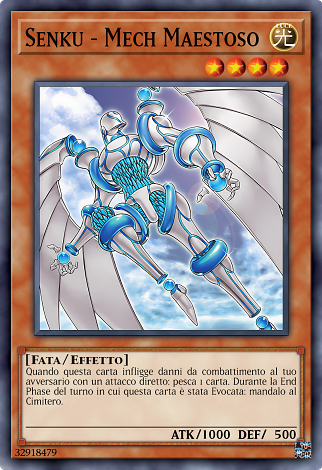 Senku - Mech Maestoso
光
[Fata/Effetto]
Quando questa carta infligge danni da combattimento al tuo
avversario con un attacco diretto: pesca 1 carta. Durante la End
Phase del turno in cui questa carta è stata Evocata: mandalo al
Cimitero.
ATK/1000 DEF/ 500
32918479